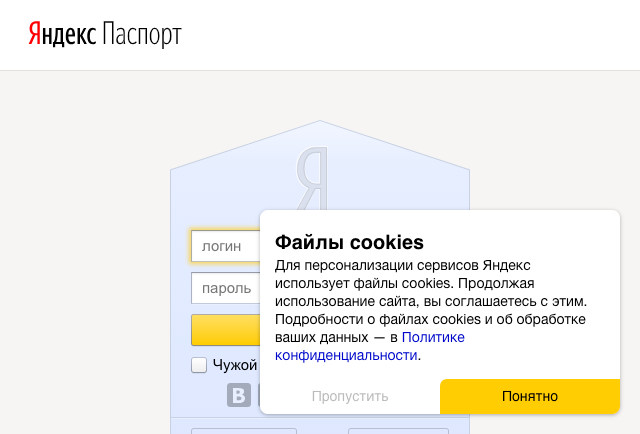 Яндекс Паспорт
Я
логин
Файлы cookies
Для персонализации сервисов Яндекс
использует файлы cookies. Продолжая
использование сайта, вы соглашаетесь с этим.
Подробности о файлах cookies и об обработке
ваших данных — в Политике
конфиденциальности.
пароль
Чужой
В
Пропустить
Понятно